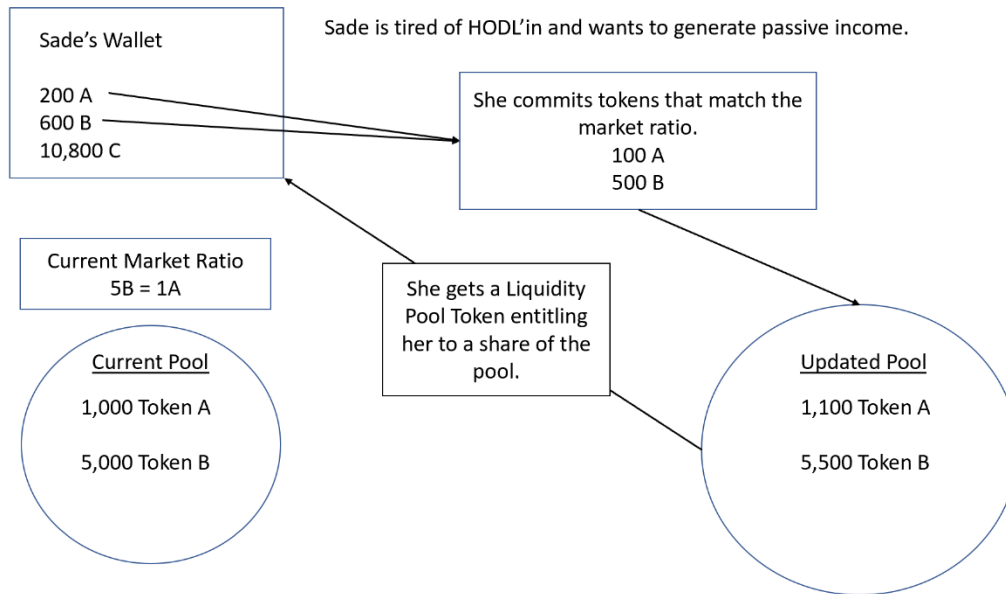 Sade is tired of HODL'in and wants to generate passive income.
Sade's Wallet
200 A
600 B
10,800 C
She commits tokens that match the
market ratio.
100 A
500 B
Current Market Ratio
5B = 1A
She gets a Liquidity
Pool Token entitling
her to a share of the
pool.
Current Pool
1,000 Token A
5,000 Token B
Updated Pool
1,100 Token A
5,500 Token B